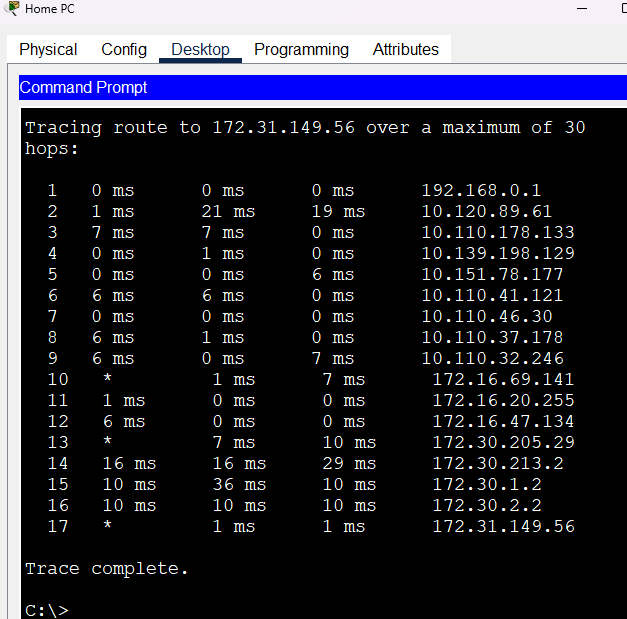 Home PC
Physical Config Desktop Programming Attributes
Command Prompt
Tracing route to 172.31.149.56 over a maximum of 30
hops:
1 0 ms 0 ms 0 ms 192.168.0.1
2 1 ms 21 ms 19 ms 10.120.89.61
3 7 ms 7 ms 0 ms 10.110.178.133
4 0 ms 1 ms 0 ms 10.139.198.129
5 0 ms 0 ms 6 ms 10.151.78.177
6 6 ms 6 ms 0 ms 10.110.41.121
7 0 ms 0 ms 0 ms 10.110.46.30
8 6 ms 1 ms 0 ms 10.110.37.178
9 6 ms 0 ms 7 ms 10.110.32.246
10 * 1 ms 7 ms 172.16.69.141
11 1 ms 0 ms 0 ms 172.16.20.255
12 6 ms 0 ms 0 ms 172.16.47.134
13 * 7 ms 10 ms 172.30.205.29
14 16 ms 16 ms 29 ms 172.30.213.2
15 10 ms 36 ms 10 ms 172.30.1.2
16 10 ms 10 ms 10 ms 172.30.2.2
17 * 1 ms 1 ms 172.31.149.56
Trace complete.
C:\>